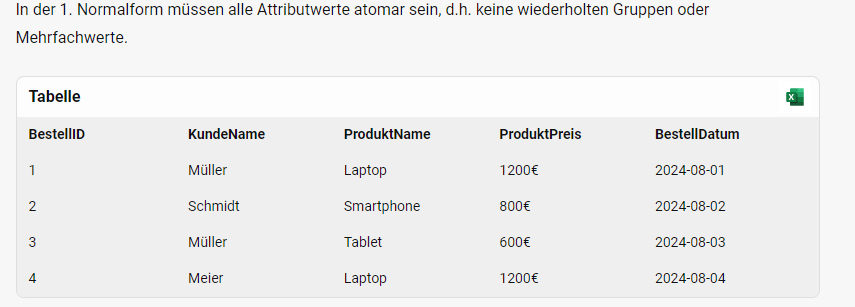 In der 1. Normalform müssen alle Attributwerte atomar sein, d.h. keine wiederholten Gruppen oder
Mehrfachwerte.
Tabelle
BestellID KundeName ProduktName ProduktPreis BestellDatum
1 Müller Laptop 1200€ 2024-08-01
2 Schmidt Smartphone 800€ 2024-08-02
3 Müller Tablet 600€ 2024-08-03
4 Meier Laptop 1200€ 2024-08-04